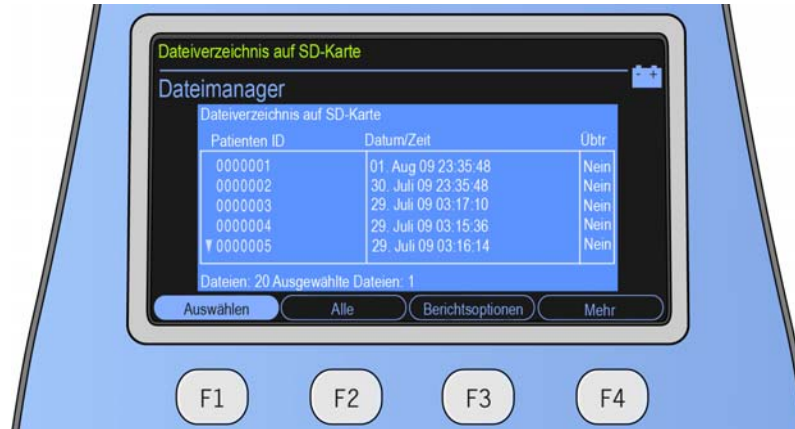 Dateiverzeichnis auf SD-Karte
- +
Dateimanager
Dateiverzeichnis auf SD-Karte
Patienten ID Datum/Zeit Übtr
0000001 01. Aug 09 23:35:48 Nein
0000002 30. Juli 09 23:35:48 Nein
0000003 29. Juli 09 03:17:10 Nein
0000004 29. Juli 09 03:15:36 Nein
0000005 29. Juli 09 03:16:14 Nein
Dateien: 20 Ausgewählte Dateien: 1
Auswählen Alle Berichtsoptionen Mehr
F1 F2 F3 F4